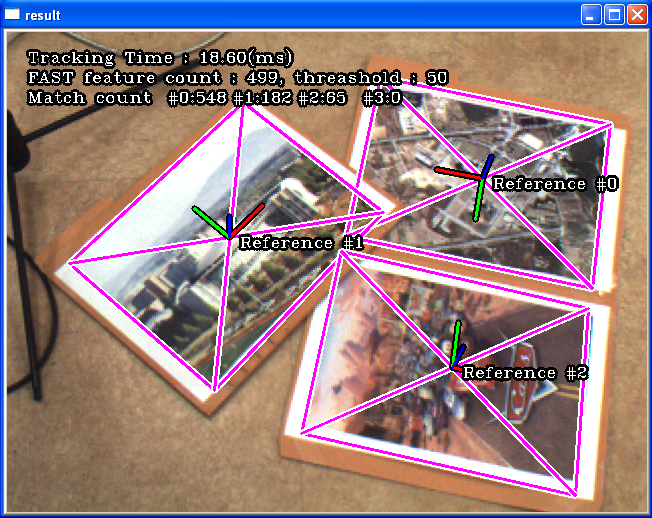 result
Tracking Time : 18.60(ms)
FAST feature count : 499, threashold : 50
Match count  #0:548 #1:182 #2:65  #3:0
Reference #0
Reference #1
Reference #2